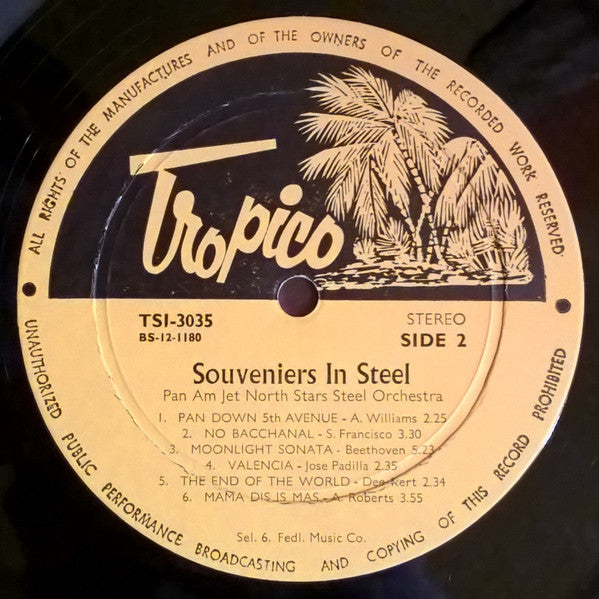 ALL RIGHTS OF THE MANUFACTURES AND OF THE OWNERS OF THE RECORDED WORK RESERVED
Tropico
TSI-3035
BS-12-1180
STEREO
SIDE 2
Souveniers In Steel
Pan Am Jet North Stars Steel Orchestra
1. PAN DOWN 5th AVENUE - A. Williams 2.25
2. NO BACCHANAL - S. Francisco 3.30
3. MOONLIGHT SONATA - Beethoven 5.23
4. VALENCIA - Jose Padilla 2.35
5. THE END OF THE WORLD - Dee-Kert 2.34
6. MAMA DIS IS MAS - A. Roberts 3.55
Sel. 6. Fedl. Music Co.
UNAUTHORIZED PUBLIC PERFORMANCE BROADCASTING AND COPYING OF THIS RECORD PROHIBITED